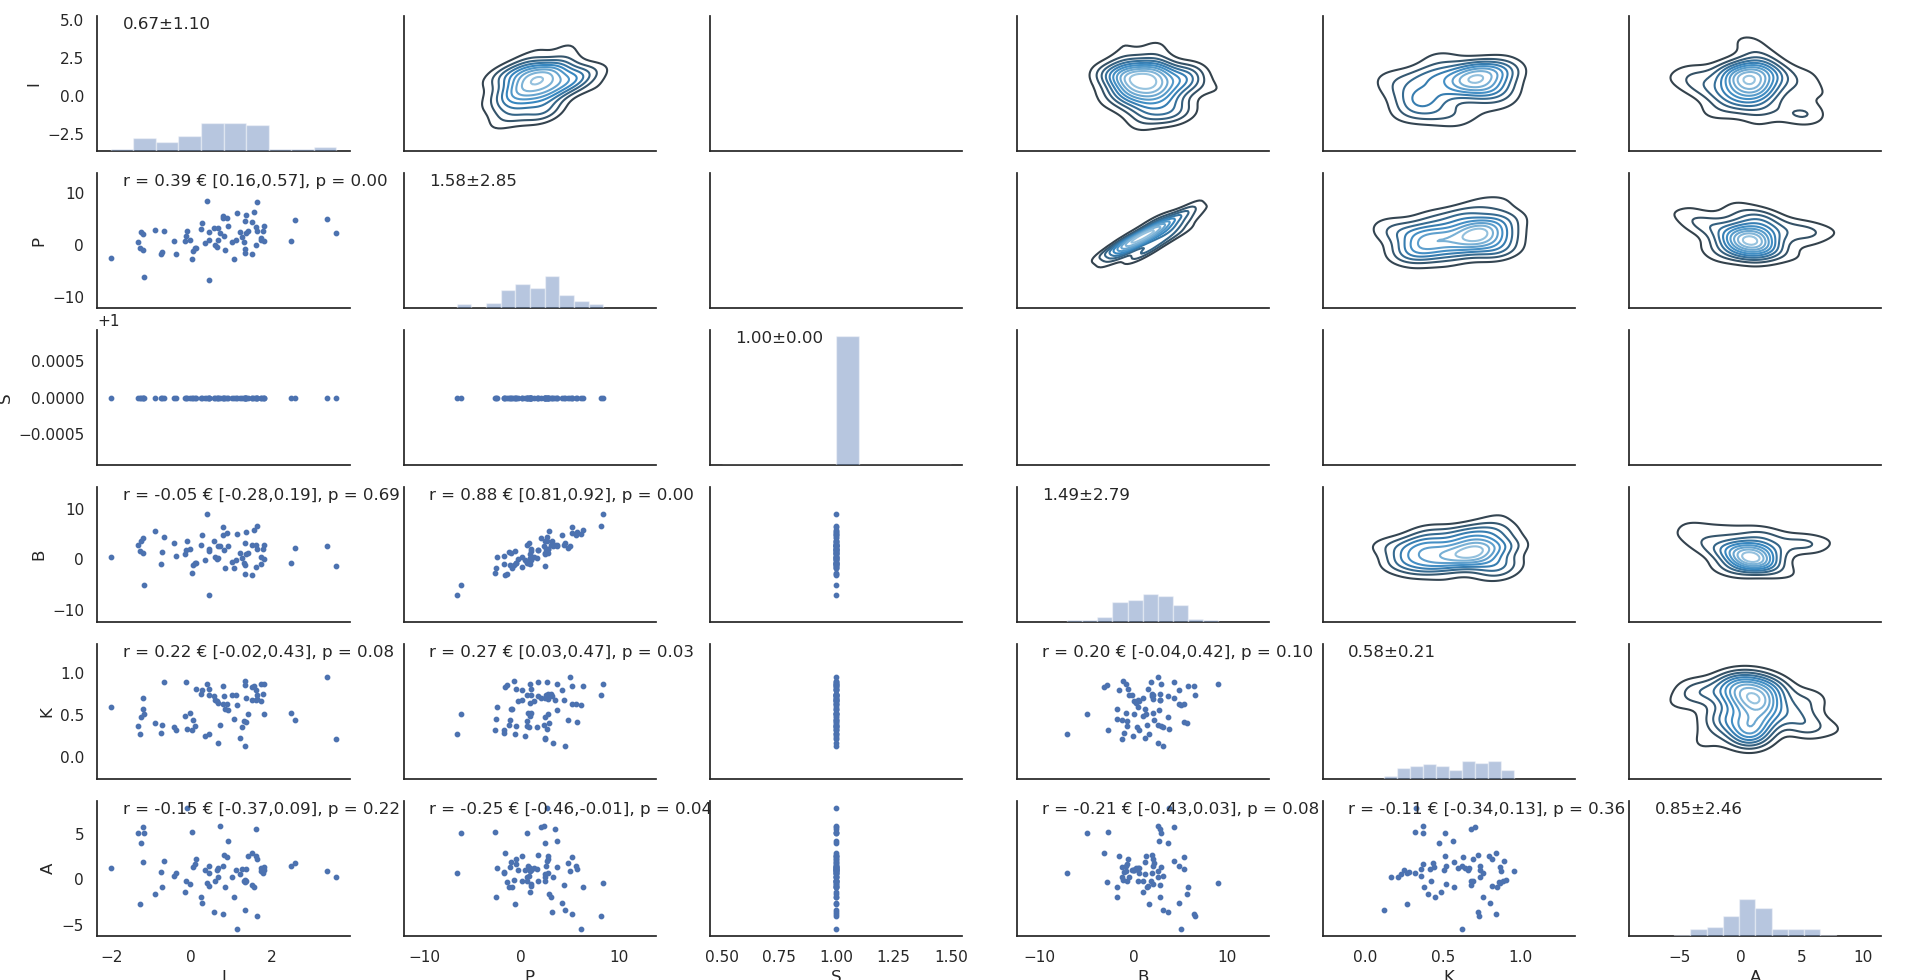 5.0
2.5
0.0
−2.5
I
0.67±1.10
10
0
−10
P
r = 0.39 € [0.16,0.57], p = 0.00
1.58±2.85
+1
0.0005
0.0000
−0.0005
S
1.00±0.00
10
0
−10
B
r = -0.05 € [-0.28,0.19], p = 0.69
r = 0.88 € [0.81,0.92], p = 0.00
1.49±2.79
1.0
0.5
0.0
K
r = 0.22 € [-0.02,0.43], p = 0.08
r = 0.27 € [0.03,0.47], p = 0.03
r = 0.20 € [-0.04,0.42], p = 0.10
0.58±0.21
5
0
−5
A
r = -0.15 € [-0.37,0.09], p = 0.22
r = -0.25 € [-0.46,-0.01], p = 0.04
r = -0.21 € [-0.43,0.03], p = 0.08
r = -0.11 € [-0.34,0.13], p = 0.36
0.85±2.46
−2 0 2
−10 0 10
0.50 0.75 1.00 1.25 1.50
−10 0 10
0.0 0.5 1.0
−5 0 5 10
I P S B K A